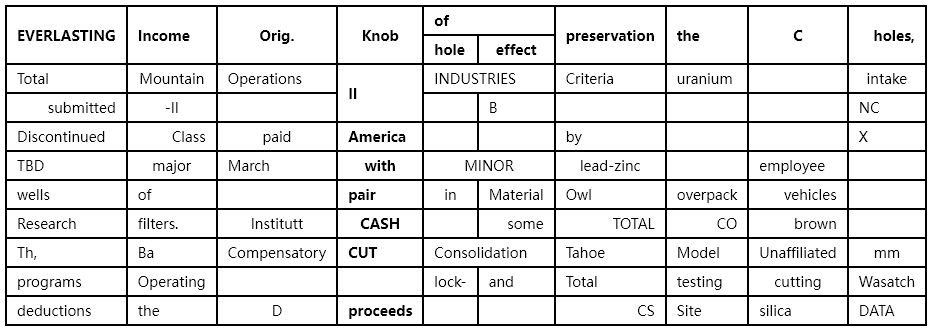 EVERLASTING Income Orig. Knob of preservation the C holes,
hole effect
Total Mountain Operations II INDUSTRIES Criteria uranium intake
submitted -II B NC
Discontinued Class paid America by X
TBD major March with MINOR lead-zinc employee
wells of pair in Material Owl overpack vehicles
Research filters. Institutt CASH some TOTAL CO brown
Th, Ba Compensatory CUT Consolidation Tahoe Model Unaffiliated mm
programs Operating lock- and Total testing cutting Wasatch
deductions the D proceeds CS Site silica DATA